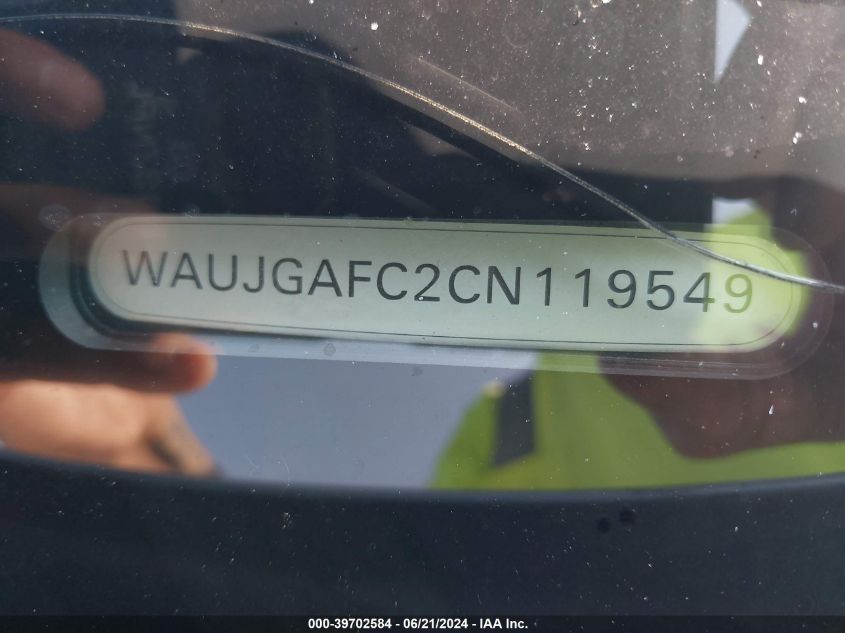 WAUJGAFC2CN119549
000-39702584 - 06/21/2024 - IAA Inc.